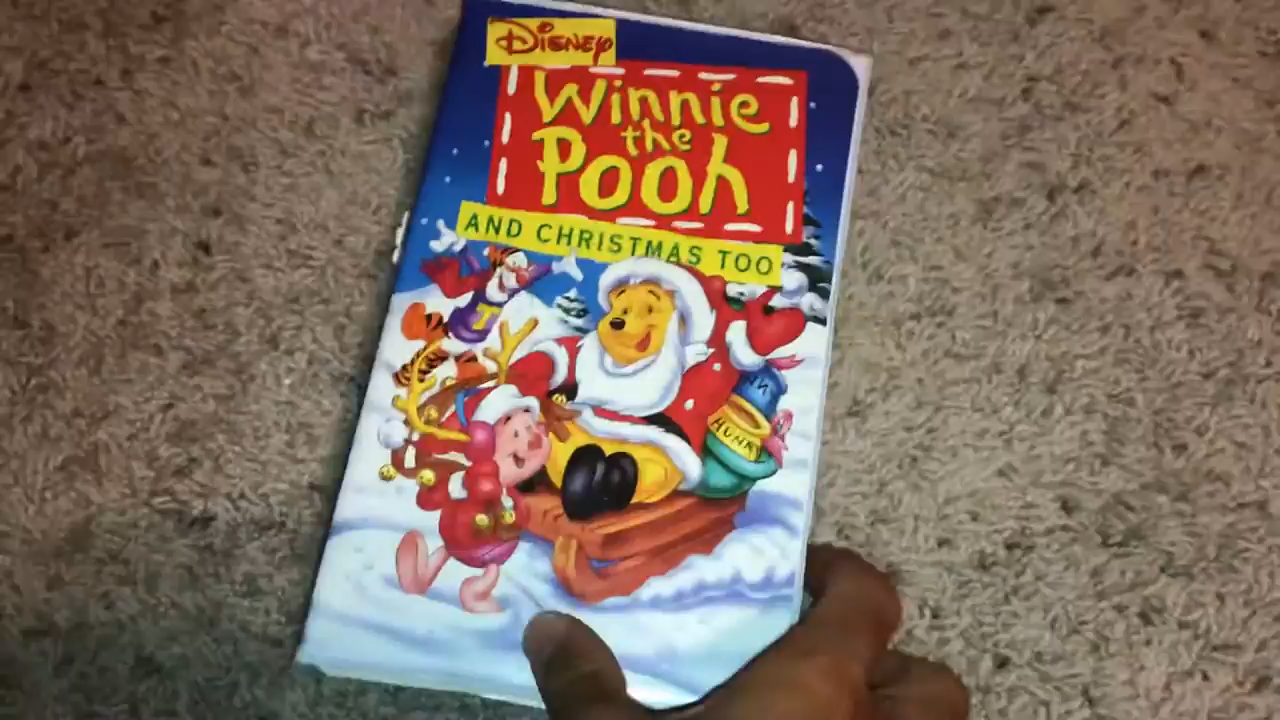 Disney
Winnie
the
Pooh
AND CHRISTMAS TOO
T
HUNNY